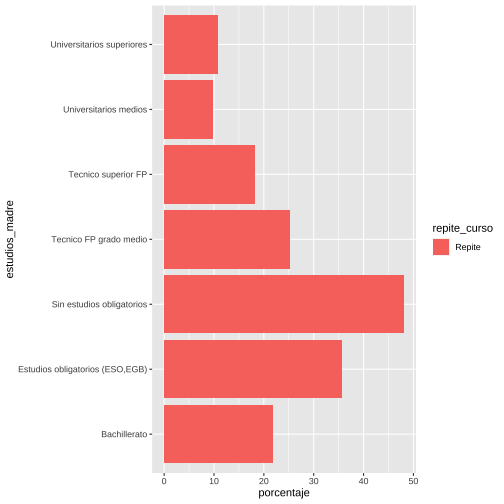 Universitarios superiores
Universitarios medios
Tecnico superior FP
Tecnico FP grado medio
Sin estudios obligatorios
Estudios obligatorios (ESO,EGB)
Bachillerato
estudios_madre
0 10 20 30 40 50
porcentaje
repite_curso
Repite